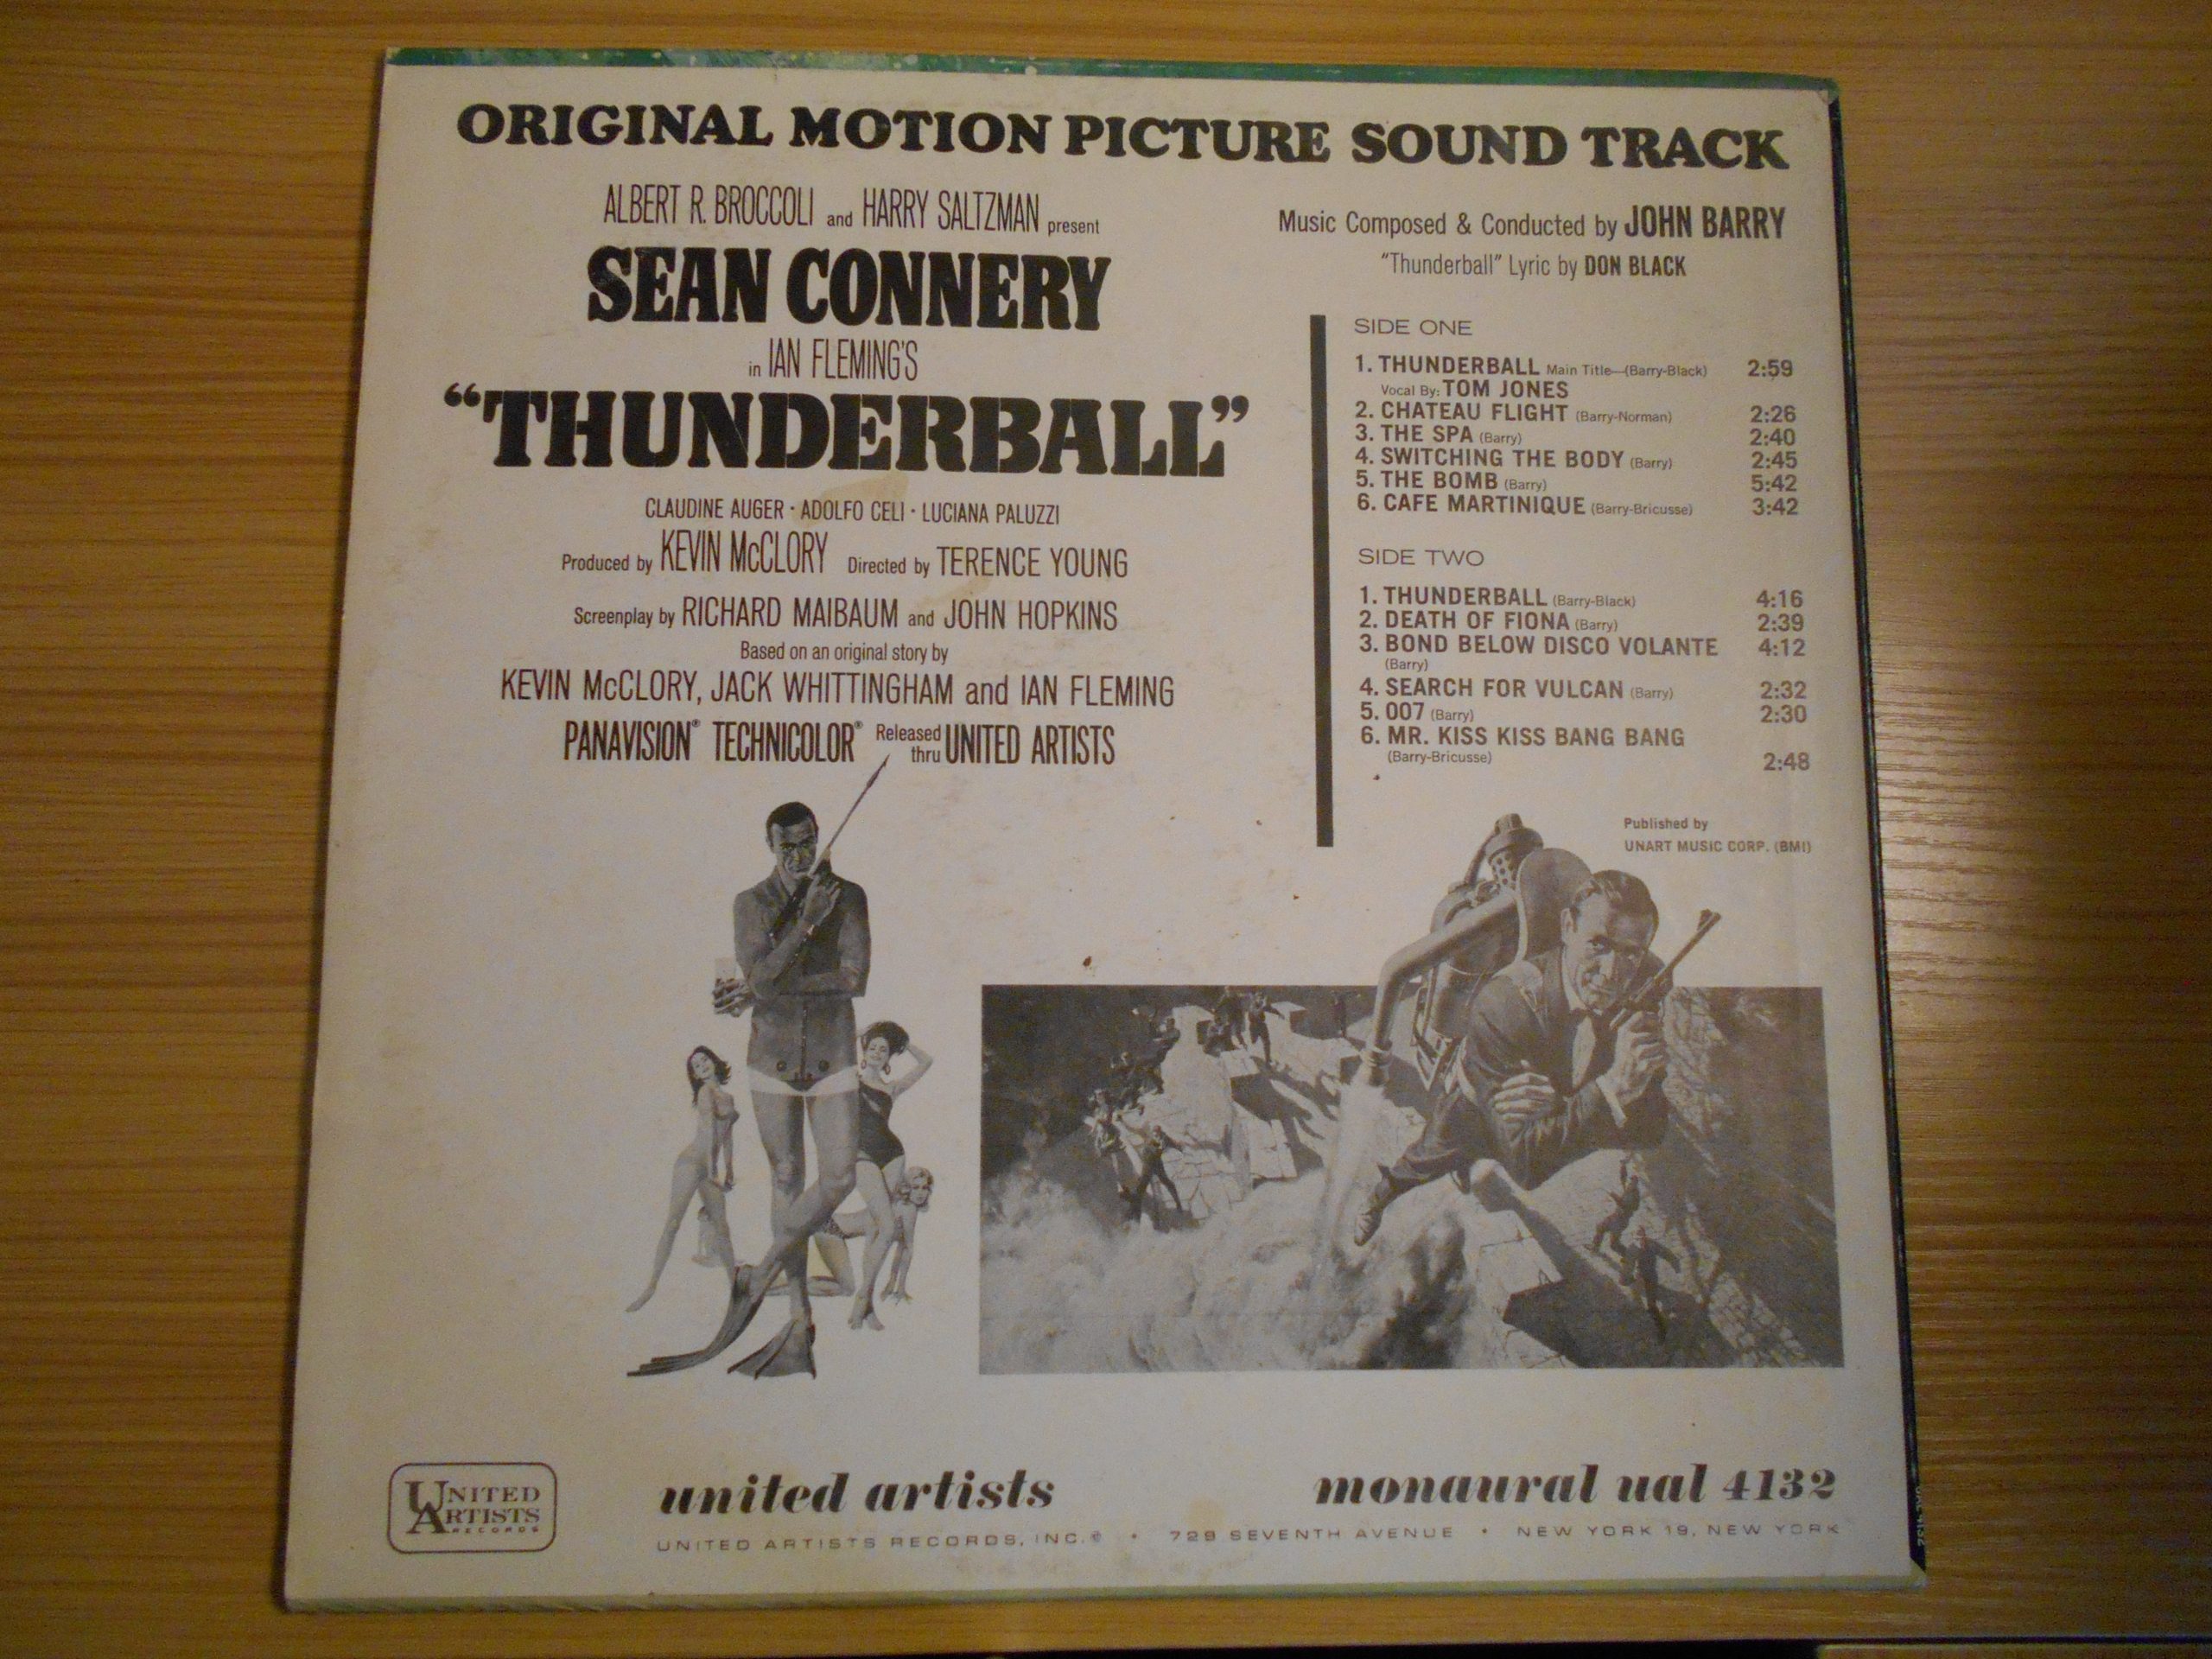 ORIGINAL MOTION PICTURE SOUND TRACK
ALBERT R. BROCCOLI and HARRY SALTZMAN present
SEAN CONNERY
in IAN FLEMING'S
“THUNDERBALL”
CLAUDINE AUGER · ADOLFO CELI · LUCIANA PALUZZI
Produced by KEVIN McCLORY Directed by TERENCE YOUNG
Screenplay by RICHARD MAIBAUM and JOHN HOPKINS
Based on an original story by
KEVIN McCLORY, JACK WHITTINGHAM and IAN FLEMING
PANAVISION® TECHNICOLOR® Released thru UNITED ARTISTS
Music Composed & Conducted by JOHN BARRY
"Thunderball" Lyric by DON BLACK
SIDE ONE
1. THUNDERBALL Main Title—(Barry-Black) 2:59
Vocal By: TOM JONES
2. CHATEAU FLIGHT (Barry-Norman) 2:26
3. THE SPA (Barry) 2:40
4. SWITCHING THE BODY (Barry) 2:45
5. THE BOMB (Barry) 5:42
6. CAFE MARTINIQUE (Barry-Bricusse) 3:42
SIDE TWO
1. THUNDERBALL (Barry-Black) 4:16
2. DEATH OF FIONA (Barry) 2:39
3. BOND BELOW DISCO VOLANTE 4:12
(Barry)
4. SEARCH FOR VULCAN (Barry) 2:32
5. 007 (Barry) 2:30
6. MR. KISS KISS BANG BANG
(Barry-Bricusse) 2:48
Published by
UNART MUSIC CORP. (BMI)
UNITED ARTISTS RECORDS
united artists
monaural ual 4132
UNITED ARTISTS RECORDS, INC. • 729 SEVENTH AVENUE • NEW YORK 19, NEW YORK